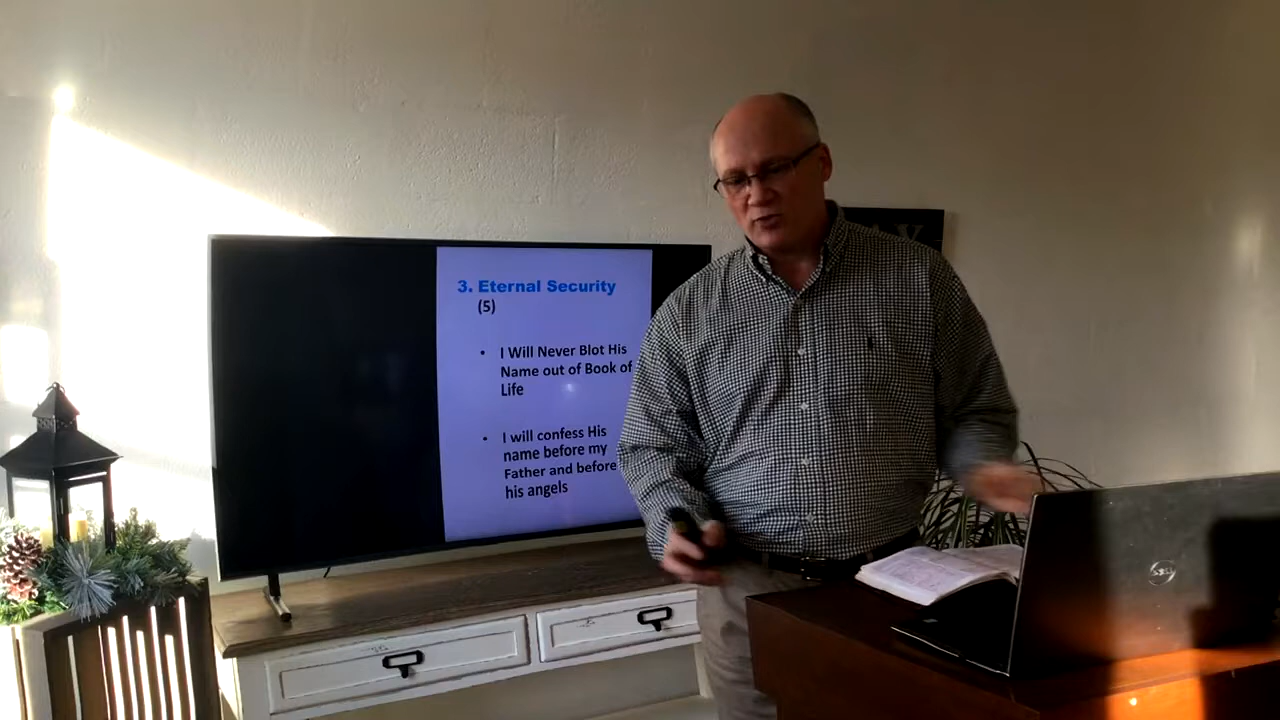 3. Eternal Security
(5)
• I Will Never Blot His
Name out of Book of
Life
• I will confess His
name before my
Father and before
his angels
DELL